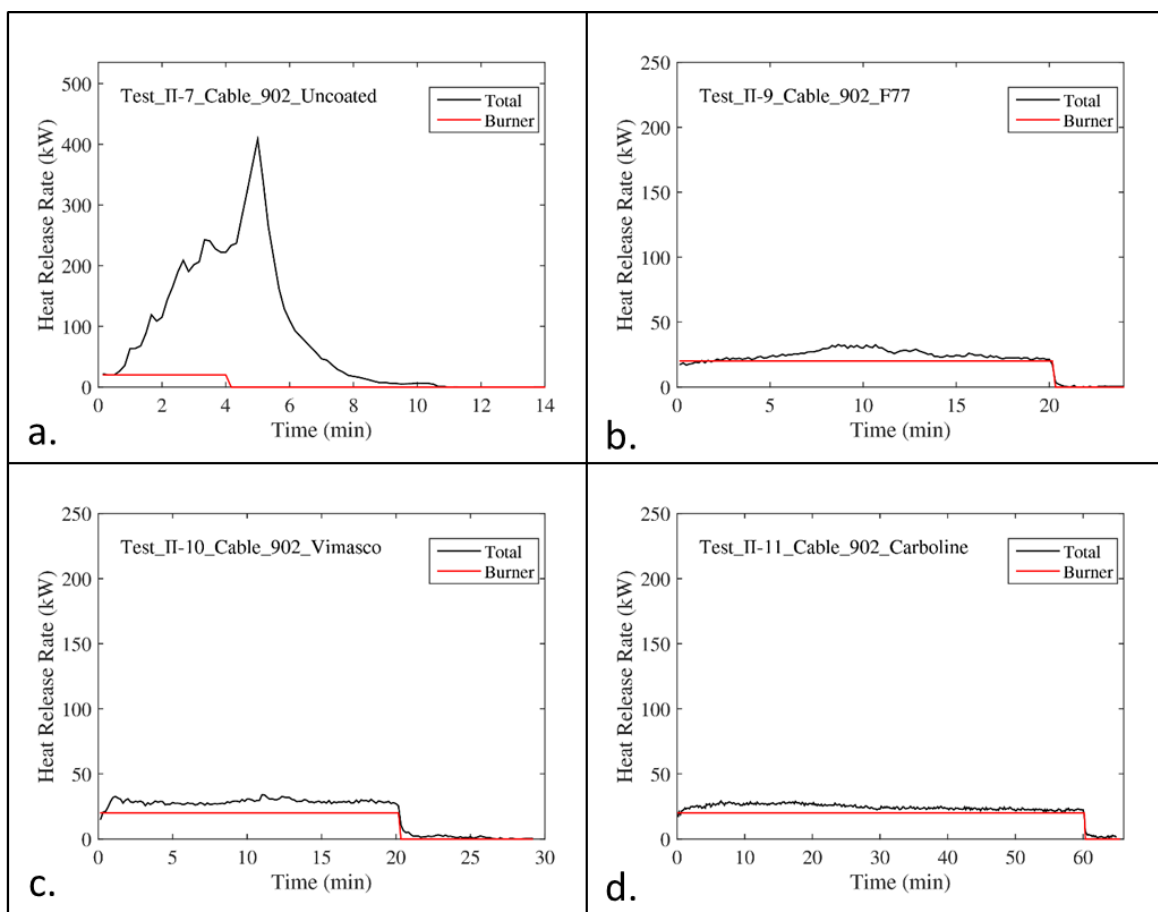 Test_II-7_Cable_902_Uncoated
Total
Burner
Heat Release Rate (kW)
500
400
300
200
100
0
0 2 4 6 8 10 12 14
Time (min)
a.
Test_II-9_Cable_902_F77
Total
Burner
Heat Release Rate (kW)
250
200
150
100
50
0
0 5 10 15 20
Time (min)
b.
Test_II-10_Cable_902_Vimasco
Total
Burner
Heat Release Rate (kW)
250
200
150
100
50
0
0 5 10 15 20 25 30
Time (min)
c.
Test_II-11_Cable_902_Carboline
Total
Burner
Heat Release Rate (kW)
250
200
150
100
50
0
0 10 20 30 40 50 60
Time (min)
d.